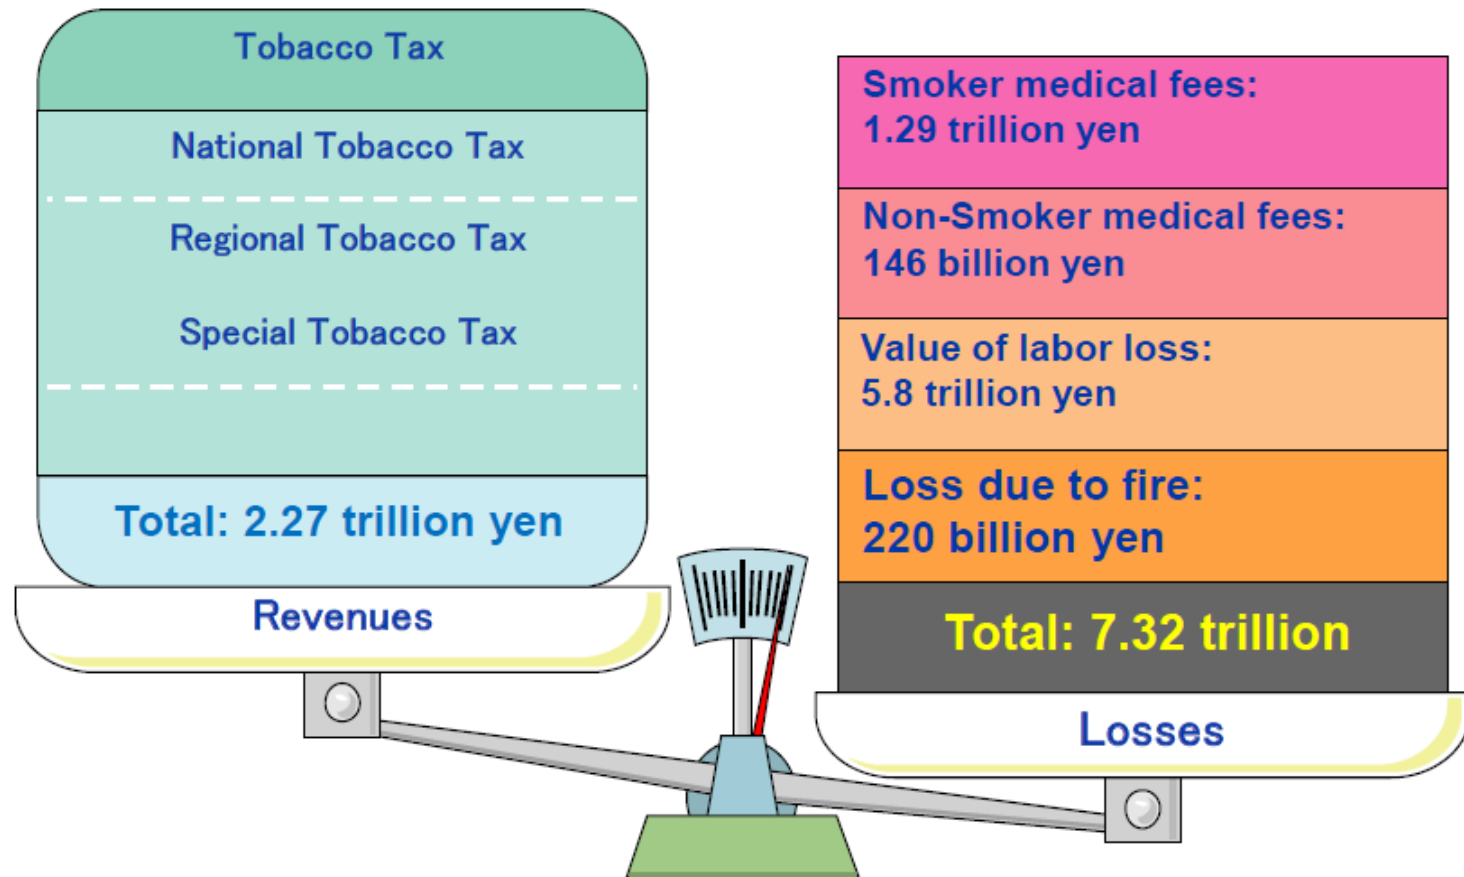 Tobacco Tax
National Tobacco Tax
Regional Tobacco Tax
Special Tobacco Tax
Total: 2.27 trillion yen
Revenues
Smoker medical fees:
1.29 trillion yen
Non-Smoker medical fees:
146 billion yen
Value of labor loss:
5.8 trillion yen
Loss due to fire:
220 billion yen
Total: 7.32 trillion
Losses